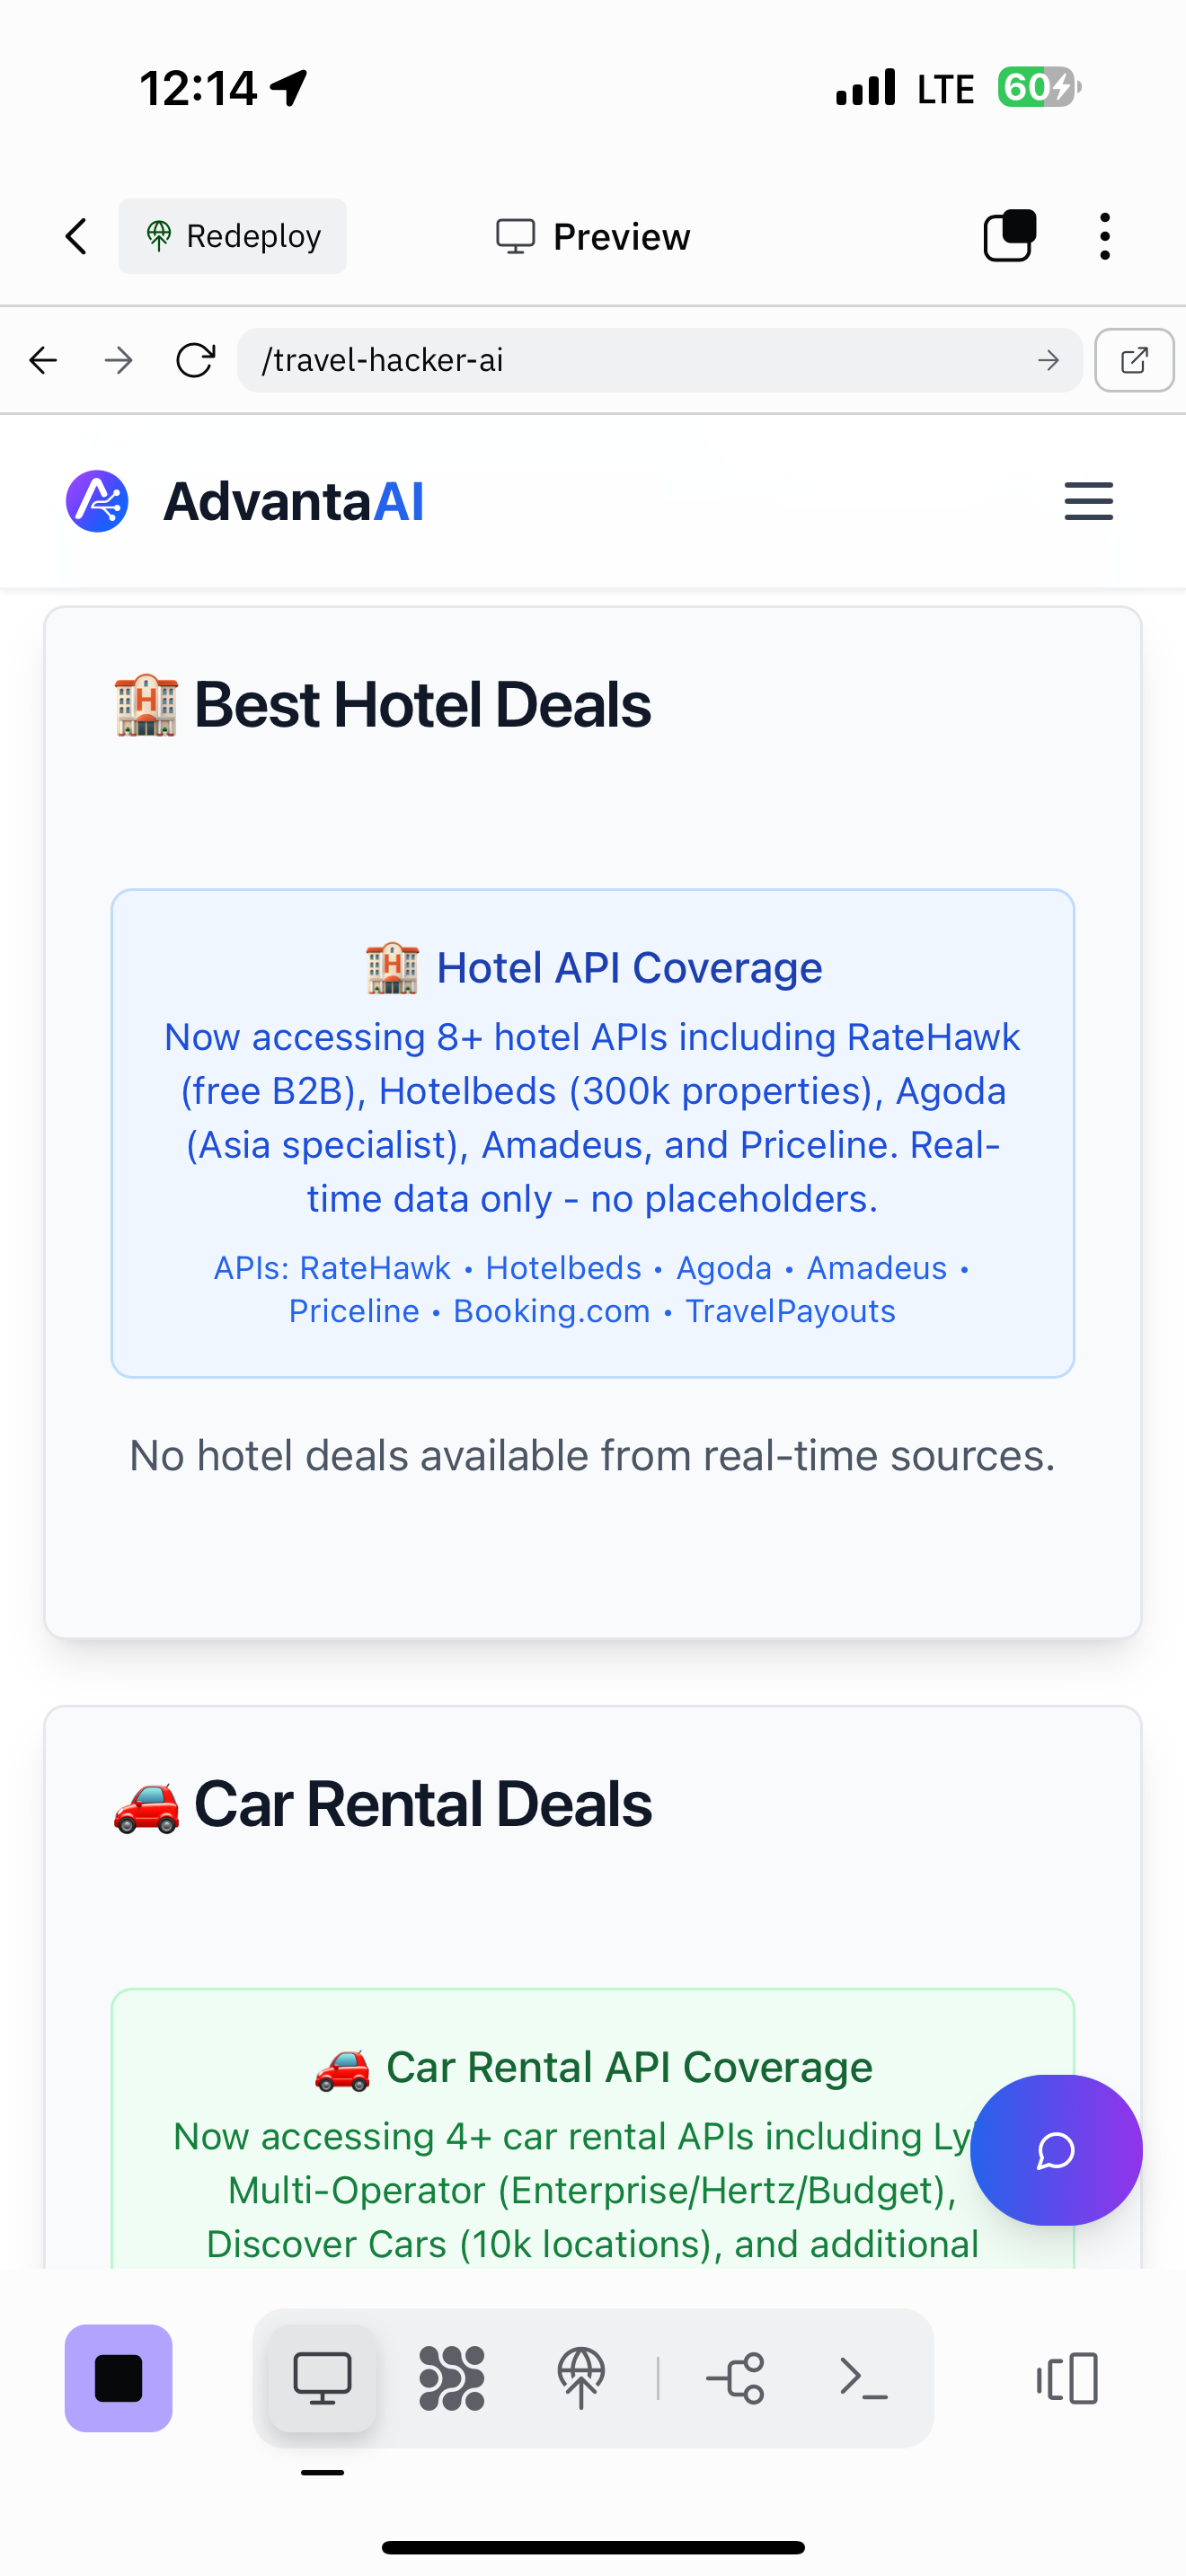 12:14
LTE
60
Redeploy
Preview
/travel-hacker-ai
AdvantaAI
🏨 Best Hotel Deals
🏨 Hotel API Coverage
Now accessing 8+ hotel APIs including RateHawk
(free B2B), Hotelbeds (300k properties), Agoda
(Asia specialist), Amadeus, and Priceline. Real-
time data only - no placeholders.
APIs: RateHawk • Hotelbeds • Agoda • Amadeus •
Priceline • Booking.com • TravelPayouts
No hotel deals available from real-time sources.
🚗 Car Rental Deals
🚗 Car Rental API Coverage
Now accessing 4+ car rental APIs including
Multi-Operator (Enterprise/Hertz/Budget),
Discover Cars (10k locations), and additional